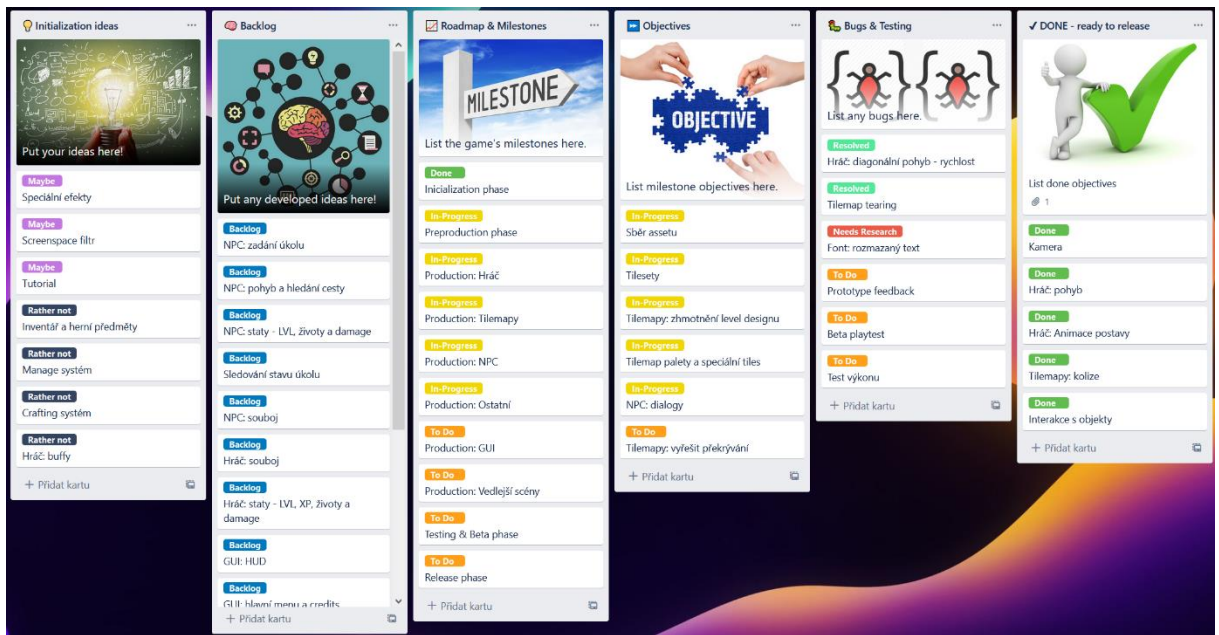 Initialization ideas
Put your ideas here!
Maybe
Speciální efekty
Maybe
Screenspace filtr
Maybe
Tutorial
Rather not
Inventář a herní předměty
Rather not
Manage systém
Rather not
Crafting systém
Rather not
Hráč: buffy
+ Přidat kartu
Backlog
Put any developed ideas here!
Backlog
NPC: zadání úkolu
Backlog
NPC: pohyb a hledání cesty
Backlog
NPC: staty - LVL, životy a damage
Backlog
Sledování stavu úkolu
Backlog
NPC: souboj
Backlog
Hráč: souboj
Backlog
Hráč: staty - LVL, XP, životy a
damage
Backlog
GUI: HUD
Backlog
GUI: hlavní menu a credits
+ Přidat kartu
Roadmap & Milestones
MILESTONE
List the game's milestones here.
Done
Inicialization phase
In-Progress
Preproduction phase
In-Progress
Production: Hráč
In-Progress
Production: Tilemapy
In-Progress
Production: NPC
In-Progress
Production: Ostatní
To Do
Production: GUI
To Do
Production: Vedlejší scény
To Do
Testing & Beta phase
To Do
Release phase
+ Přidat kartu
Objectives
OBJECTIVE
List milestone objectives here.
In-Progress
Sběr assetu
In-Progress
Tilesety
In-Progress
Tilemapy: zhmotnění level designu
In-Progress
Tilemap palety a speciální tiles
In-Progress
NPC: dialogy
To Do
Tilemapy: vyřešit překrývání
+ Přidat kartu
Bugs & Testing
List any bugs here.
Resolved
Hráč: diagonální pohyb - rychlost
Resolved
Tilemap tearing
Needs Research
Font: rozmazaný text
To Do
Prototype feedback
To Do
Beta playtest
To Do
Test výkonu
+ Přidat kartu
DONE - ready to release
List done objectives
1
Done
Kamera
Done
Hráč: pohyb
Done
Hráč: Animace postavy
Done
Tilemapy: kolize
Done
Interakce s objekty
+ Přidat kartu